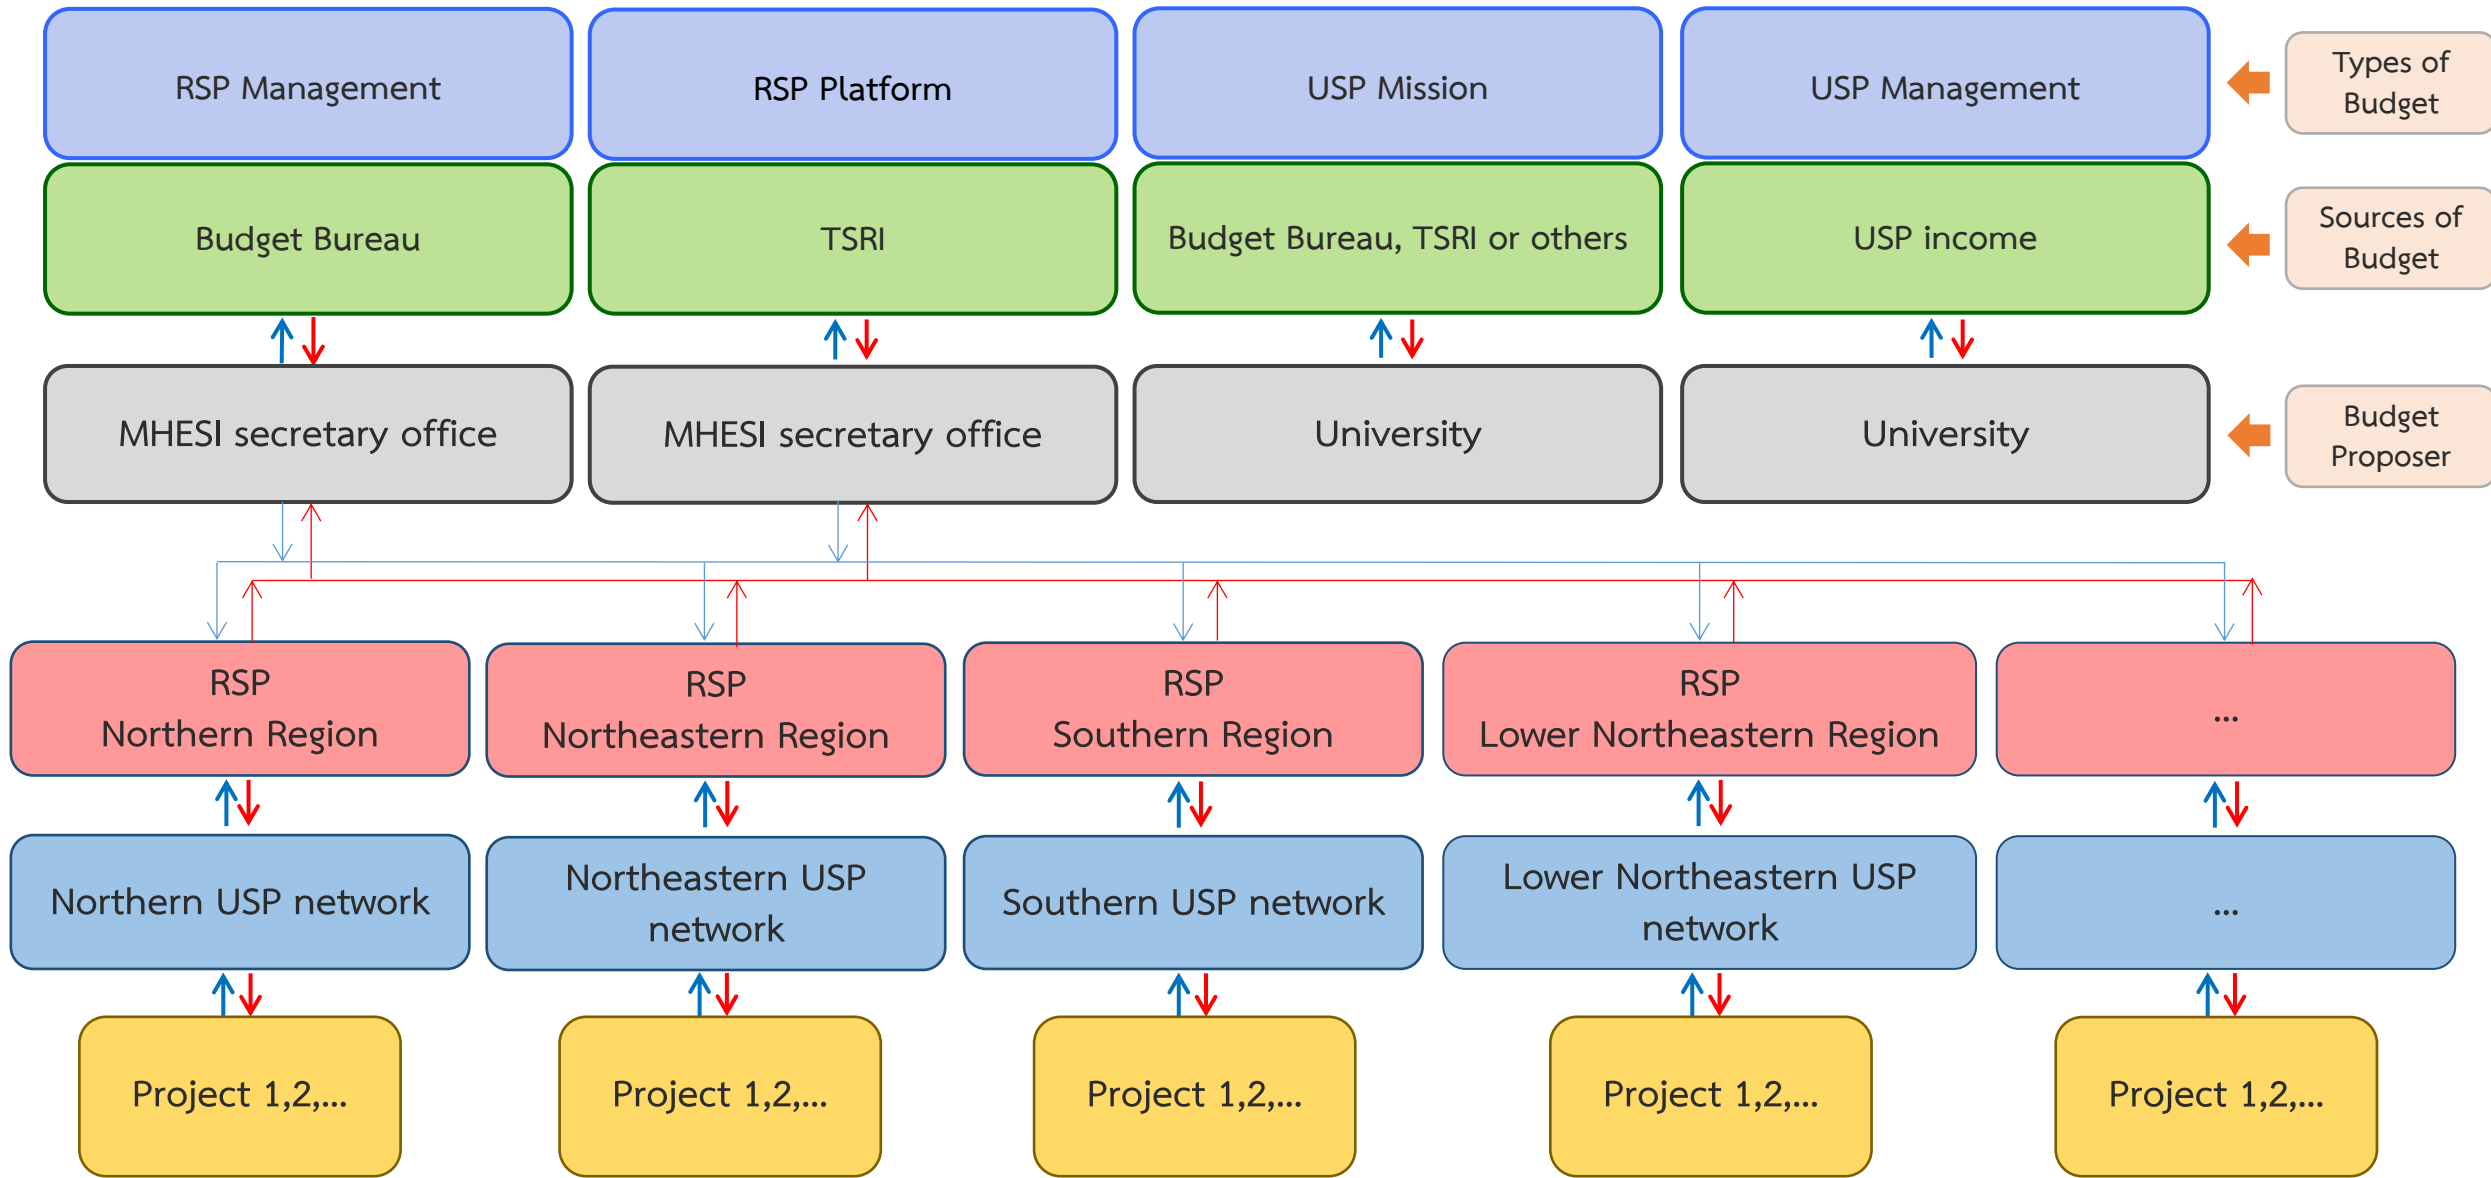 RSP Management
RSP Platform
USP Mission
USP Management
Types of
Budget
Budget Bureau
TSRI
Budget Bureau, TSRI or others
USP income
Sources of
Budget
MHESI secretary office
MHESI secretary office
University
University
Budget
Proposer
RSP
Northern Region
RSP
Northeastern Region
RSP
Southern Region
RSP
Lower Northeastern Region
...
Northern USP network
Northeastern USP
network
Southern USP network
Lower Northeastern USP
network
...
Project 1,2,...
Project 1,2,...
Project 1,2,...
Project 1,2,...
Project 1,2,...